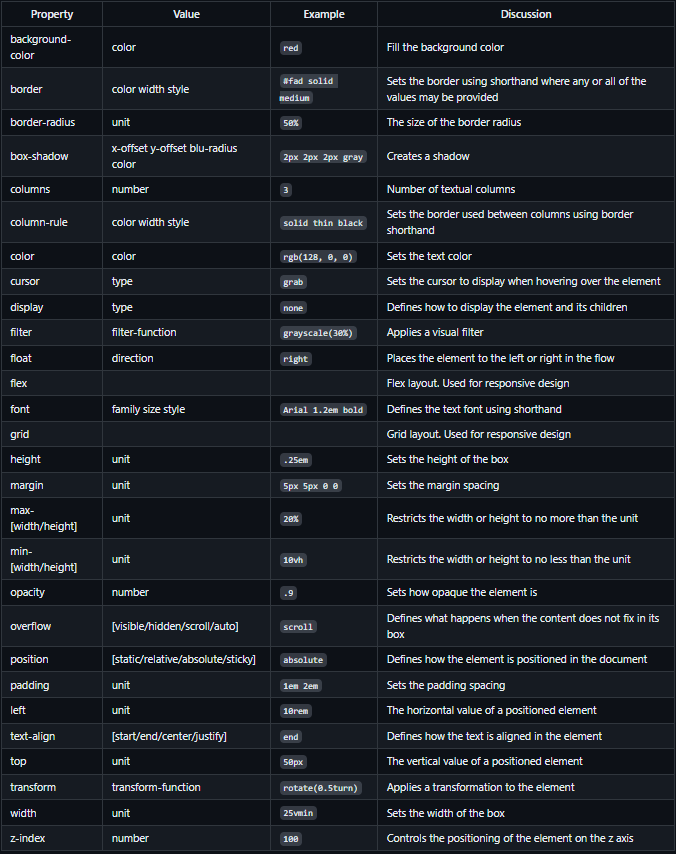 Property Value Example Discussion
background-
color color red Fill the background color
border color width style #fad solid
medium Sets the border using shorthand where any or all of the
values may be provided
border-radius unit 50% The size of the border radius
box-shadow x-offset y-offset blu-radius
color 2px 2px 2px gray Creates a shadow
columns number 3 Number of textual columns
column-rule color width style solid thin black Sets the border used between columns using border
shorthand
color color rgb(128, 0, 0) Sets the text color
cursor type grab Sets the cursor to display when hovering over the element
display type none Defines how to display the element and its children
filter filter-function grayscale(30%) Applies a visual filter
float direction right Places the element to the left or right in the flow
flex Flex layout. Used for responsive design
font family size style Arial 1.2em bold Defines the text font using shorthand
grid Grid layout. Used for responsive design
height unit .25em Sets the height of the box
margin unit 5px 5px 0 0 Sets the margin spacing
max-
[width/height] unit 20% Restricts the width or height to no more than the unit
min-
[width/height] unit 10vh Restricts the width or height to no less than the unit
opacity number .9 Sets how opaque the element is
overflow [visible/hidden/scroll/auto] scroll Defines what happens when the content does not fix in its
box
position [static/relative/absolute/sticky] absolute Defines how the element is positioned in the document
padding unit 1em 2em Sets the padding spacing
left unit 10rem The horizontal value of a positioned element
text-align [start/end/center/justify] end Defines how the text is aligned in the element
top unit 50px The vertical value of a positioned element
transform transform-function rotate(0.5turn) Applies a transformation to the element
width unit 25vmin Sets the width of the box
z-index number 100 Controls the positioning of the element on the z axis